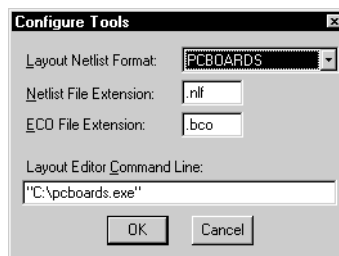 Configure Tools
Layout Netlist Format: PCBOARDS
Netlist File Extension: .nlf
ECO File Extension: .bco
Layout Editor Command Line:
"C:\pcboards.exe"
OK Cancel